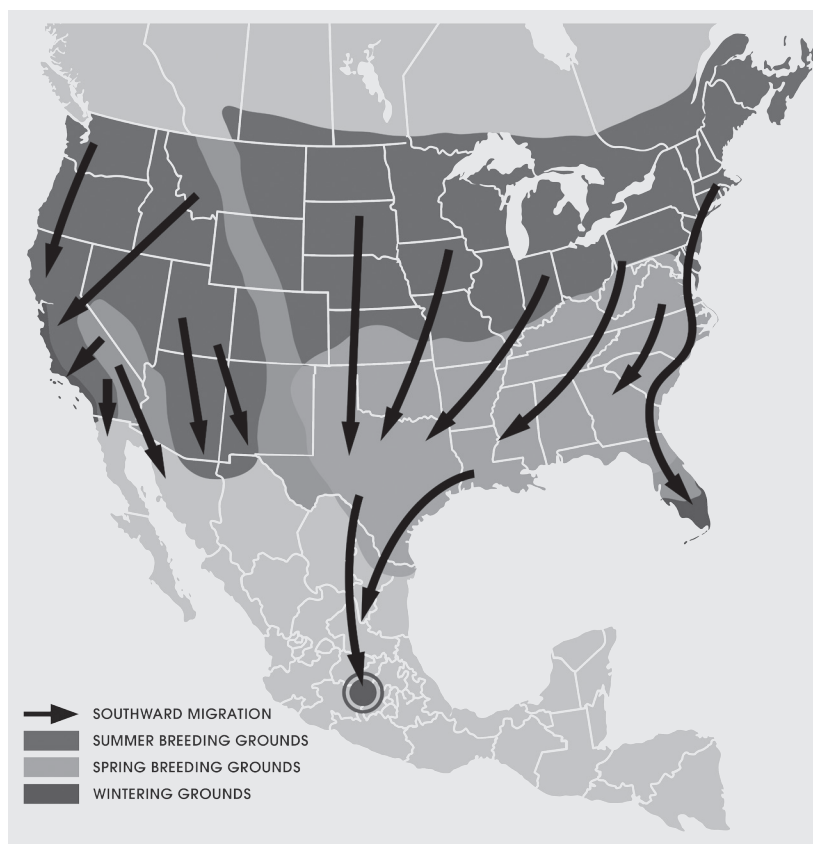 SOUTHWARD MIGRATION
SUMMER BREEDING GROUNDS
SPRING BREEDING GROUNDS
WINTERING GROUNDS